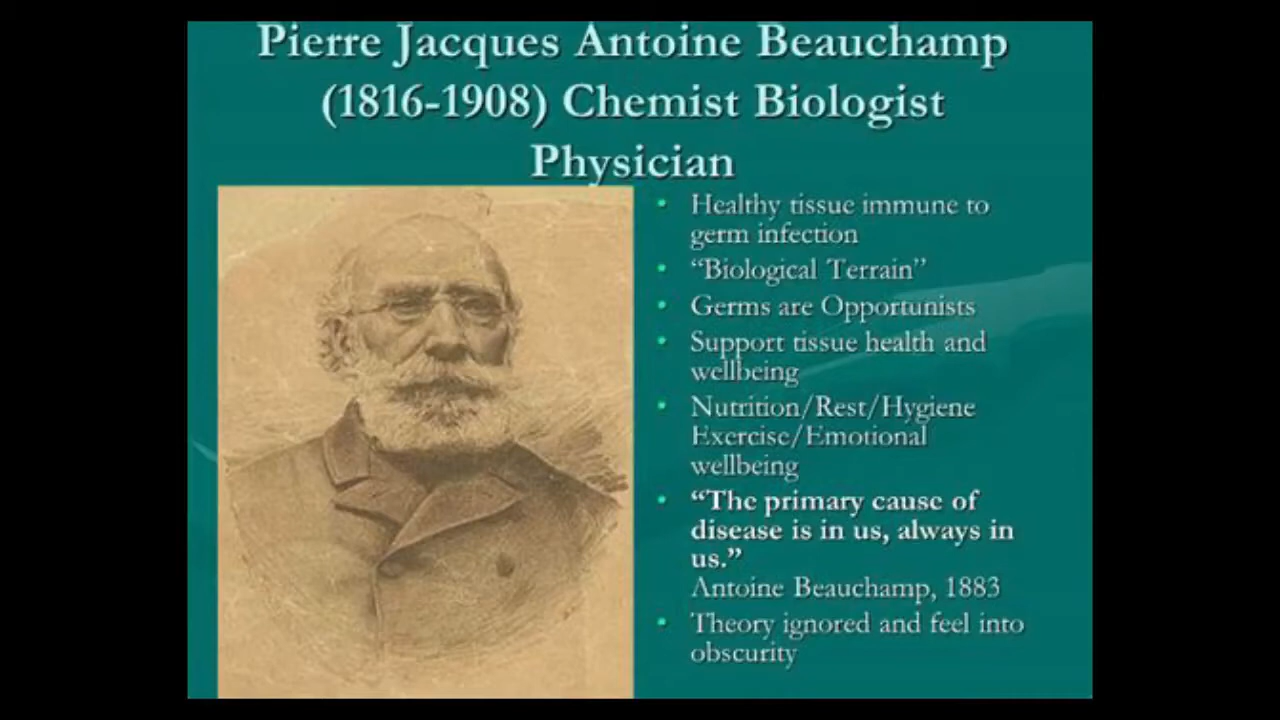 Pierre Jacques Antoine Beauchamp
(1816-1908) Chemist Biologist
Physician
• Healthy tissue immune to
germ infection
• “Biological Terrain”
• Germs are Opportunists
• Support tissue health and
wellbeing
• Nutrition/Rest/Hygiene
Exercise/Emotional
wellbeing
• “The primary cause of
disease is in us, always in
us.”
Antoine Beauchamp, 1883
• Theory ignored and feel into
obscurity